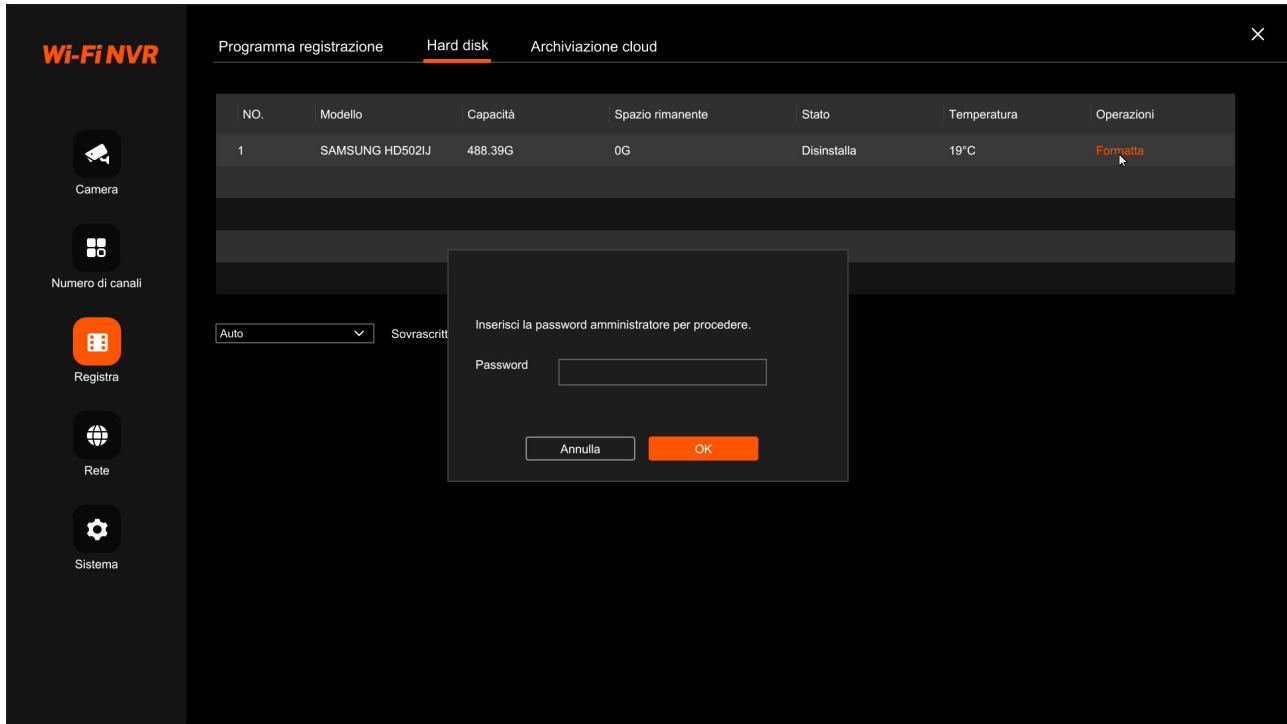 Wi-Fi NVR
Programma registrazione Hard disk Archiviazione cloud
NO. Modello Capacità Spazio rimanente Stato Temperatura Operazioni
1 SAMSUNG HD502IJ 488.39G 0G Disinstalla 19°C Formatta
Camera
Numero di canali
Registra
Rete
Sistema
Auto Sovrascritt
Inserisci la password amministratore per procedere.
Password
Annulla OK